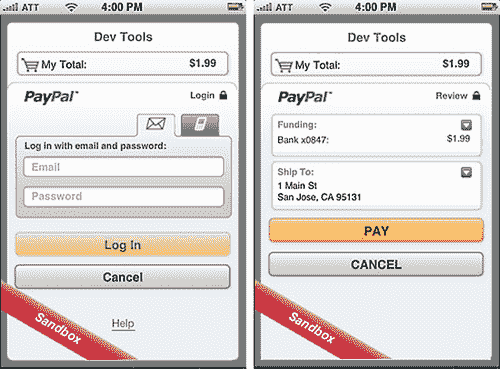 ATT 4:00 PM
Dev Tools
My Total: $1.99
PayPal™ Login
Log in with email and password:
Email
Password
Log In
Cancel
Sandbox
Help
ATT 4:00 PM
Dev Tools
My Total: $1.99
PayPal™ Review
Funding:
Bank x0847: $1.99
Ship To:
1 Main St
San Jose, CA 95131
PAY
CANCEL
Sandbox